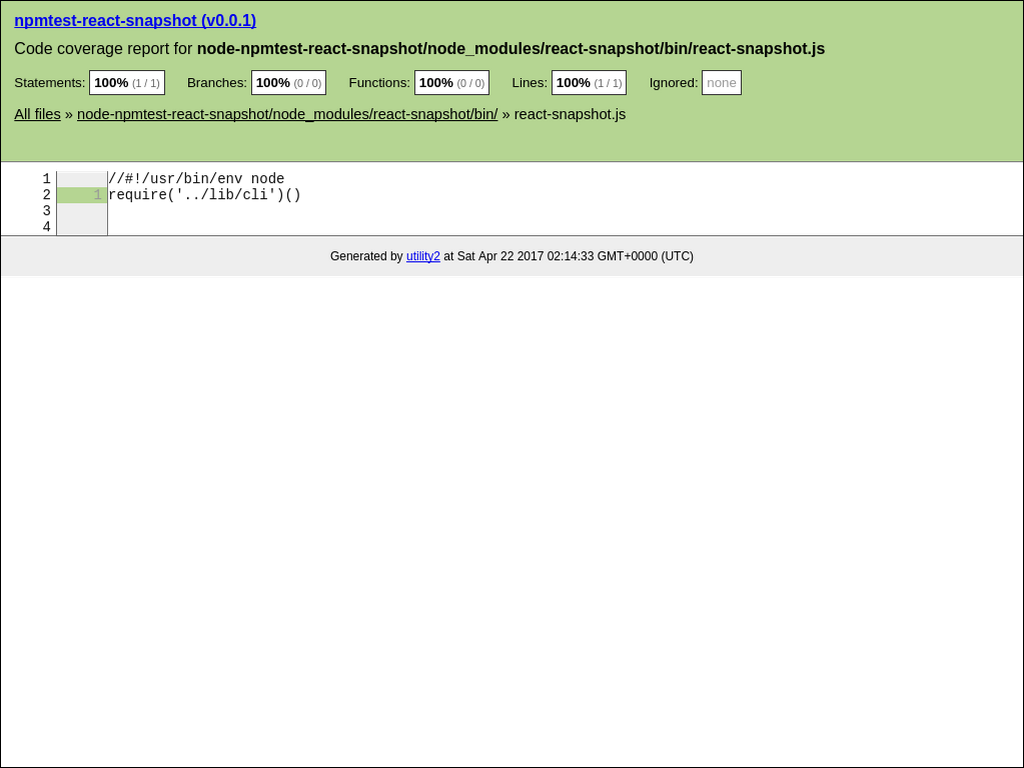 npmtest-react-snapshot (v0.0.1)
Code coverage report for node-npmtest-react-snapshot/node_modules/react-snapshot/bin/react-snapshot.js
Statements: 100% (1 / 1) Branches: 100% (0 / 0) Functions: 100% (0 / 0) Lines: 100% (1 / 1) Ignored: none
All files » node-npmtest-react-snapshot/node_modules/react-snapshot/bin/ » react-snapshot.js
1 //#!/usr/bin/env node
2 1 require('../lib/cli')()
3
4
Generated by utility2 at Sat Apr 22 2017 02:14:33 GMT+0000 (UTC)